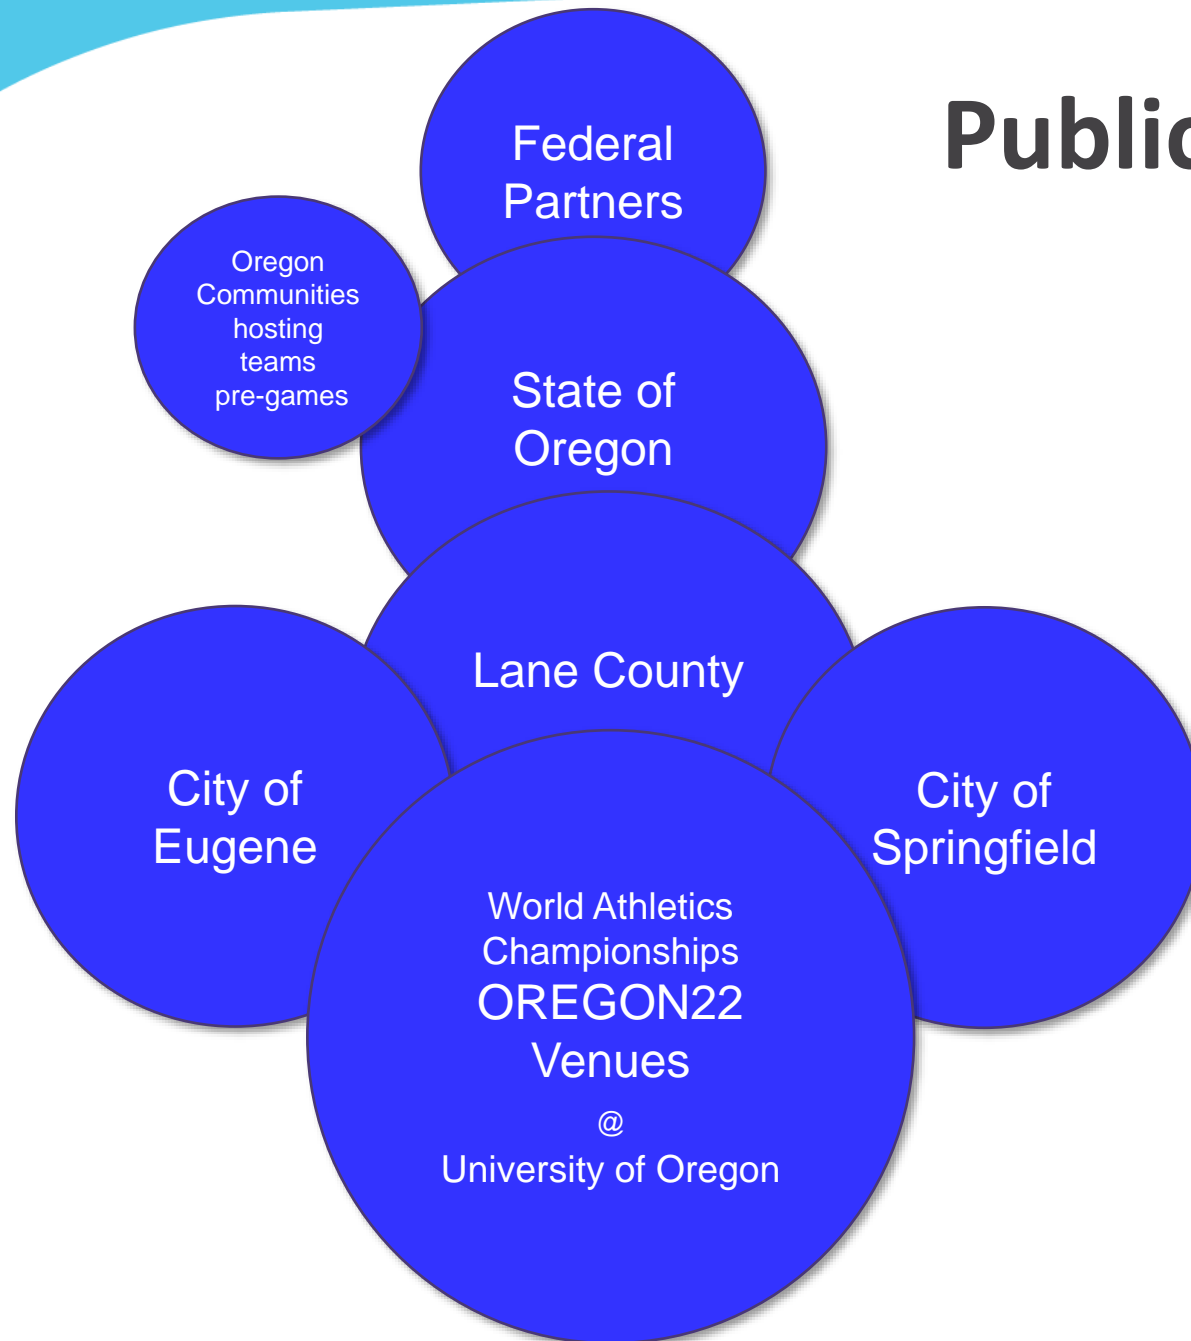 Public
Federal
Partners
Oregon
Communities
hosting
teams
pre-games
State of
Oregon
Lane County
City of
Eugene
City of
Springfield
World Athletics
Championships
OREGON22
Venues
@
University of Oregon